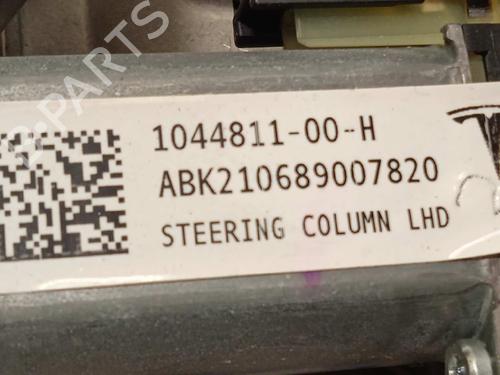 1044811-00-H
ABK210689007820
STEERING COLUMN LHD